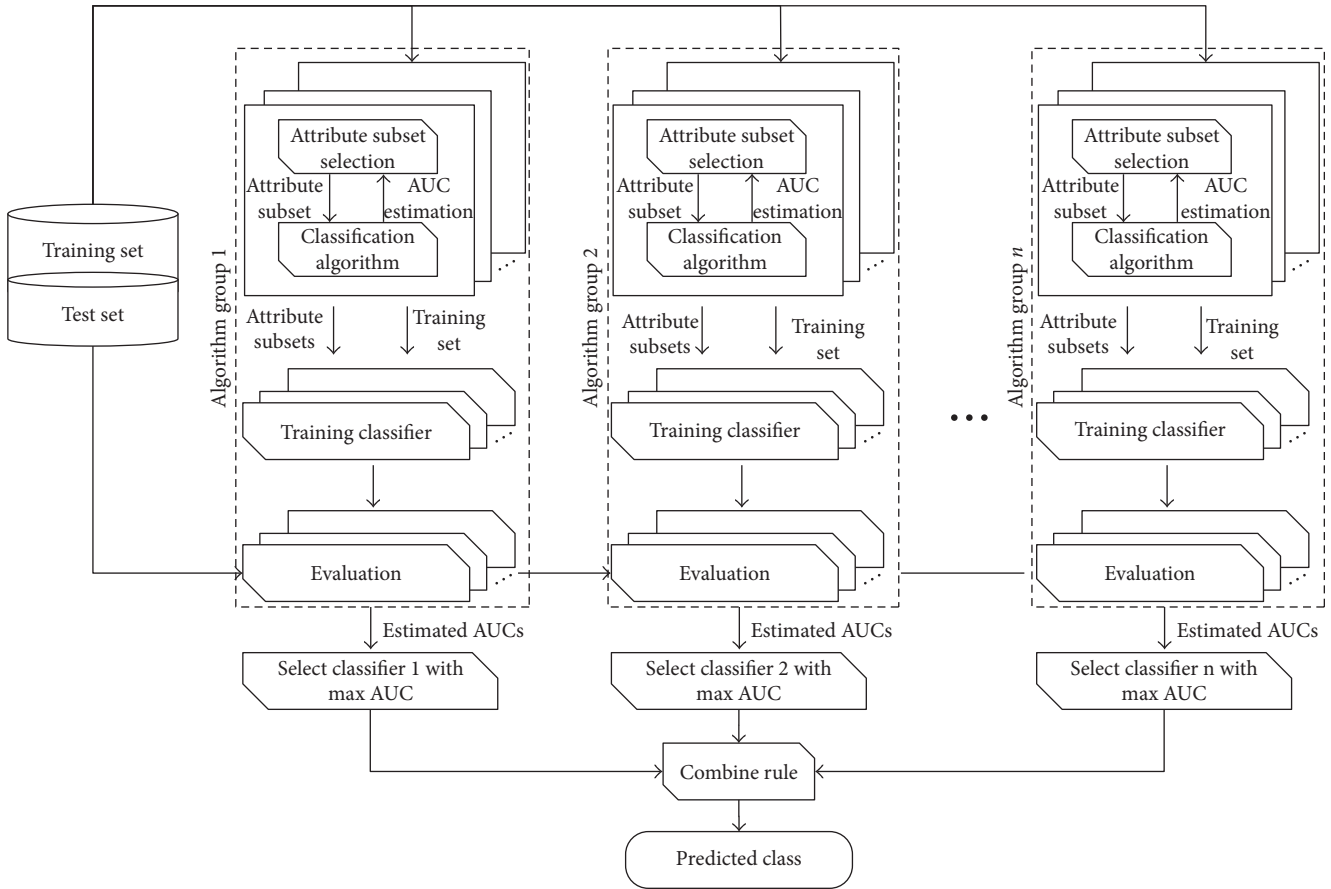 Training set
Test set
Algorithm group 1
Attribute subset
selection
Attribute
subset
AUC
estimation
Classification
algorithm
Attribute
subsets
Training
set
Training classifier
Evaluation
Estimated AUCs
Select classifier 1 with
max AUC
Algorithm group 2
Attribute subset
selection
Attribute
subset
AUC
estimation
Classification
algorithm
Attribute
subsets
Training
set
Training classifier
Evaluation
Estimated AUCs
Select classifier 2 with
max AUC
Algorithm group n
Attribute subset
selection
Attribute
subset
AUC
estimation
Classification
algorithm
Attribute
subsets
Training
set
Training classifier
Evaluation
Estimated AUCs
Select classifier n with
max AUC
Combine rule
Predicted class